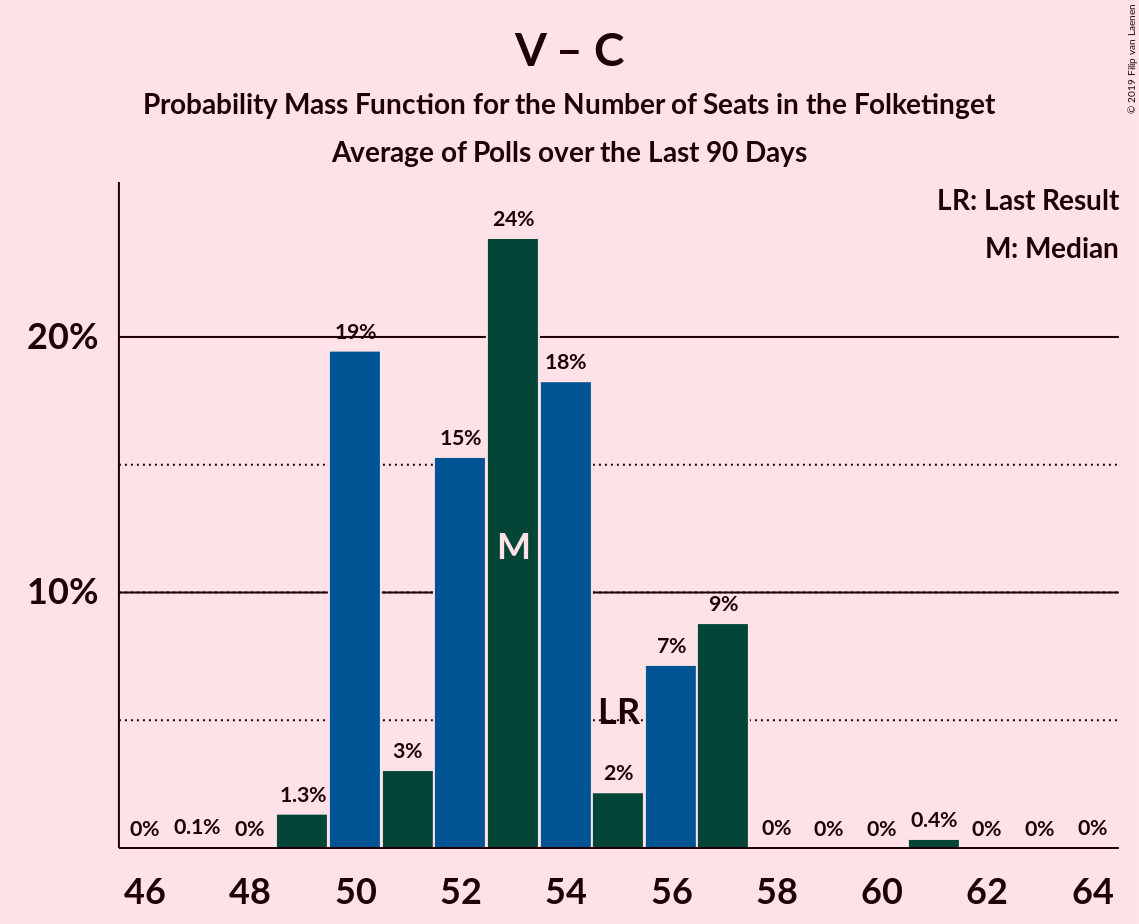 V – C
Probability Mass Function for the Number of Seats in the Folketinget
Average of Polls over the Last 90 Days
© 2019 Filip van Laenen
LR: Last Result
M: Median
20%
10%
0%
0.1%
0%
1.3%
19%
3%
15%
24%
18%
2%
7%
9%
0%
0%
0%
0.4%
0%
0%
0%
M
LR
46 48 50 52 54 56 58 60 62 64